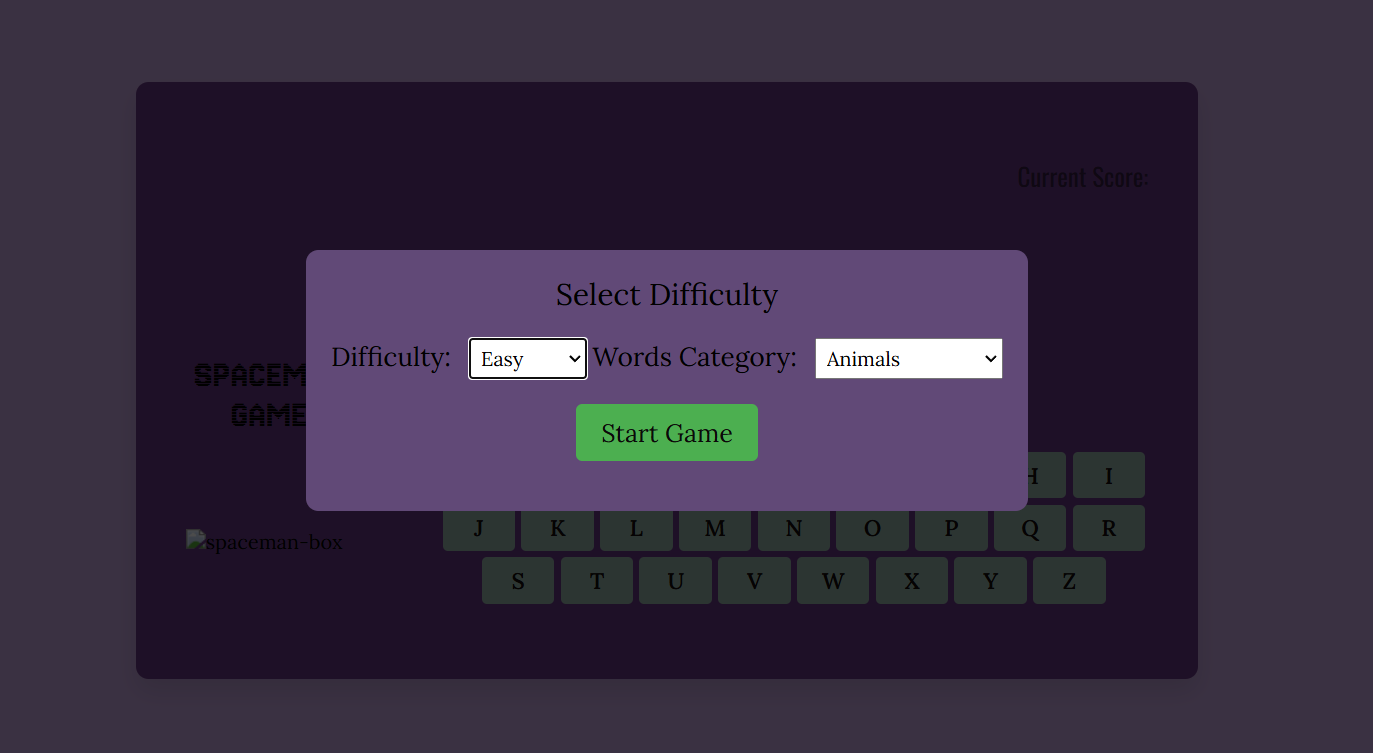 Current Score:
Select Difficulty
Difficulty: Easy Words Category: Animals
SPACEM
GAME
Start Game
H I
J K L M N O P Q R
spaceman-box
S T U V W X Y Z